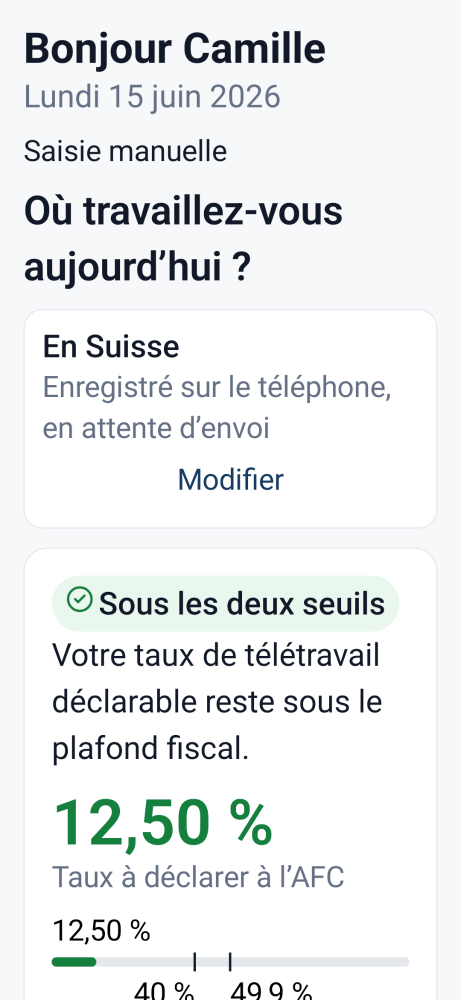 Bonjour Camille
Lundi 15 juin 2026
Saisie manuelle
Où travaillez-vous
aujourd’hui ?
En Suisse
Enregistré sur le téléphone,
en attente d’envoi
Modifier
Sous les deux seuils
Votre taux de télétravail
déclarable reste sous le
plafond fiscal.
12,50 %
Taux à déclarer à l’AFC
12,50 %
40 % 49,9 %